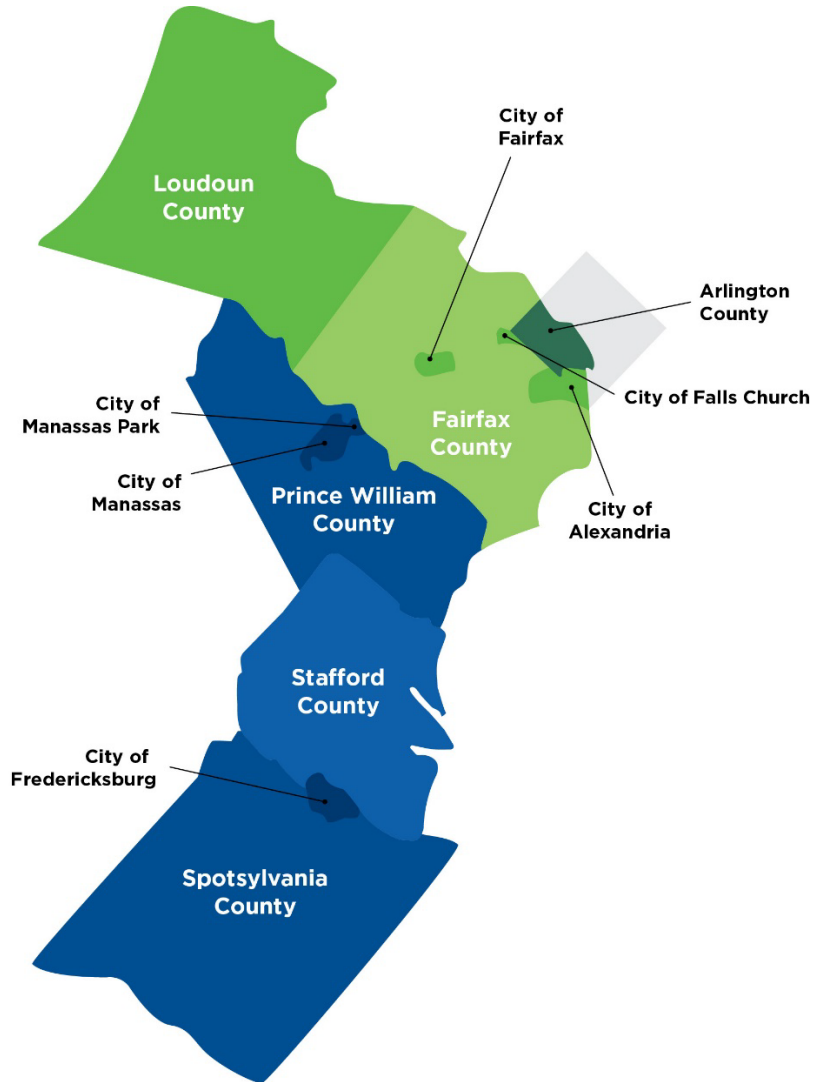 City of
Fairfax
Loudoun
County
Arlington
County
City of Falls Church
City of
Manassas Park
Fairfax
County
City of
Manassas
Prince William
County
City of
Alexandria
Stafford
County
City of
Fredericksburg
Spotsylvania
County